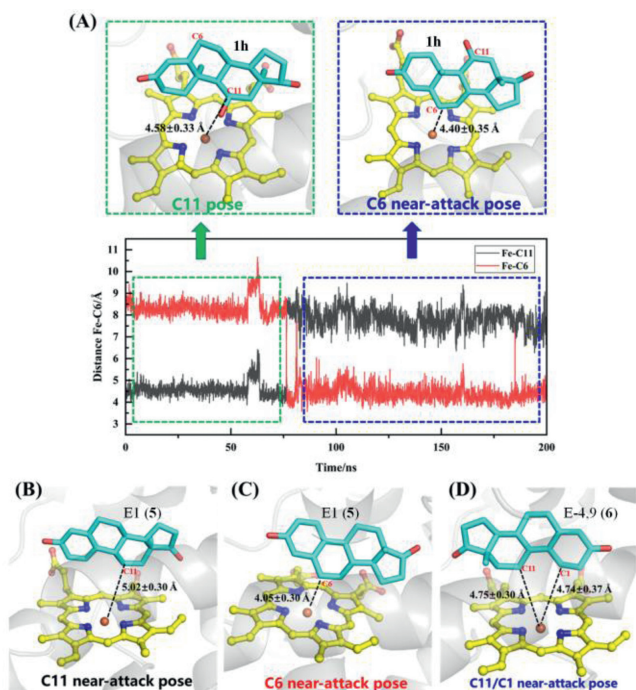 (A)
C6
1h
C11
4.58±0.33 Å
C11 pose
1h
C11
C6
4.40±0.35 Å
C6 near-attack pose
Distance Fe-C6/Å
11
10
9
8
7
6
5
4
3
Fe-C11
Fe-C6
0
50
100
150
200
Time/ns
(B)
E1 (5)
C11
5.02±0.30 Å
C11 near-attack pose
(C)
E1 (5)
C6
4.05±0.30 Å
C6 near-attack pose
(D)
E-4,9 (6)
C11
C1
4.75±0.30 Å
4.74±0.37 Å
C11/C1 near-attack pose